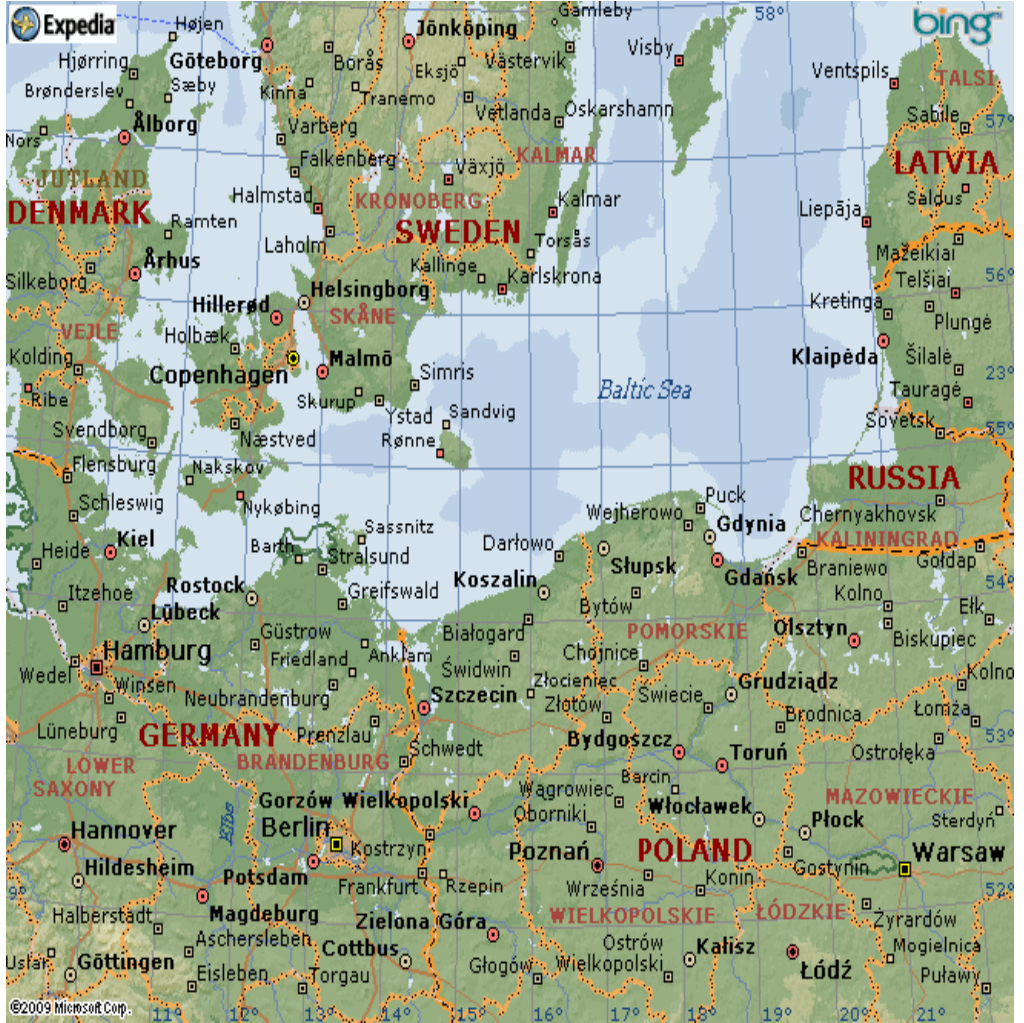 Expedia
Højen
Gamleby
58°
bing™
Göteborg
Jönköping
Hjørring
Borås
Eksjö
Västervik
Visby
Ventspils
TALSI
Brønderslev
Sæby
Kinna
Tranemo
Vetlanda
Oskarshamn
Sabile
57°
Nors
Ålborg
Varberg
Falkenberg
Växjö
KALMAR
LATVIA
JUTLAND
Halmstad
KRONOBERG
Kalmar
Liepāja
Saldus
DENMARK
Ramten
Laholm
SWEDEN
Torsås
Mažeikiai
Silkeborg
Århus
Kallinge
Karlskrona
Telšiai
56°
Hillerød
Helsingborg
SKÅNE
Kretinga
Plungė
VEJLE
Holbæk
Kolding
Copenhagen
Malmö
Simris
Baltic Sea
Klaipėda
Šilalė
23°
Ribe
Skurup
Ystad
Sandvig
Tauragė
Sovetsk
Svendborg
Næstved
Rønne
55°
Flensburg
Nakskov
RUSSIA
Schleswig
Nykøbing
Puck
Wejherowo
Gdynia
Chernyakhovsk
Kiel
Sassnitz
KALININGRAD
Heide
Barth
Stralsund
Darłowo
Słupsk
Gdańsk
Braniewo
Gołdap
54°
Itzehoe
Rostock
Greifswald
Koszalin
Bytów
Kolno
Ełk
Lübeck
Güstrow
Białogard
POMORSKIE
Olsztyn
Biskupiec
Hamburg
Friedland
Anklam
Świdwin
Chojnice
Wedel
Winsen
Neubrandenburg
Szczecin
Złocieniec
Swiecie
Grudziądz
Kolno
Lüneburg
GERMANY
Prenzlau
Złotów
Brodnica
Łomża
LOWER
SAXONY
BRANDENBURG
Schwedt
Bydgoszcz
Toruń
Ostrołęka
53°
Elbe
Gorzów Wielkopolski
Wągrowiec
Barcin
Włocławek
MAZOWIECKIE
Hannover
Berlin
Oborniki
Płock
Sterdyń
Hildesheim
Kostrzyn
Poznań
POLAND
Gostynin
Warsaw
9°
Potsdam
Frankfurt
Rzepin
Września
Konin
52°
Halberstadt
Magdeburg
Zielona Góra
WIELKOPOLSKIE
ŁÓDZKIE
Żyrardów
Aschersleben
Cottbus
Ostrów
Wielkopolski
Kalisz
Mogielnica
Uslar
Göttingen
Eisleben
Torgau
Głogów
Łódź
Puławy
©2009 Microsoft Corp.
11°
12°
13°
14°
15°
16°
17°
18°
19°
20°
21°